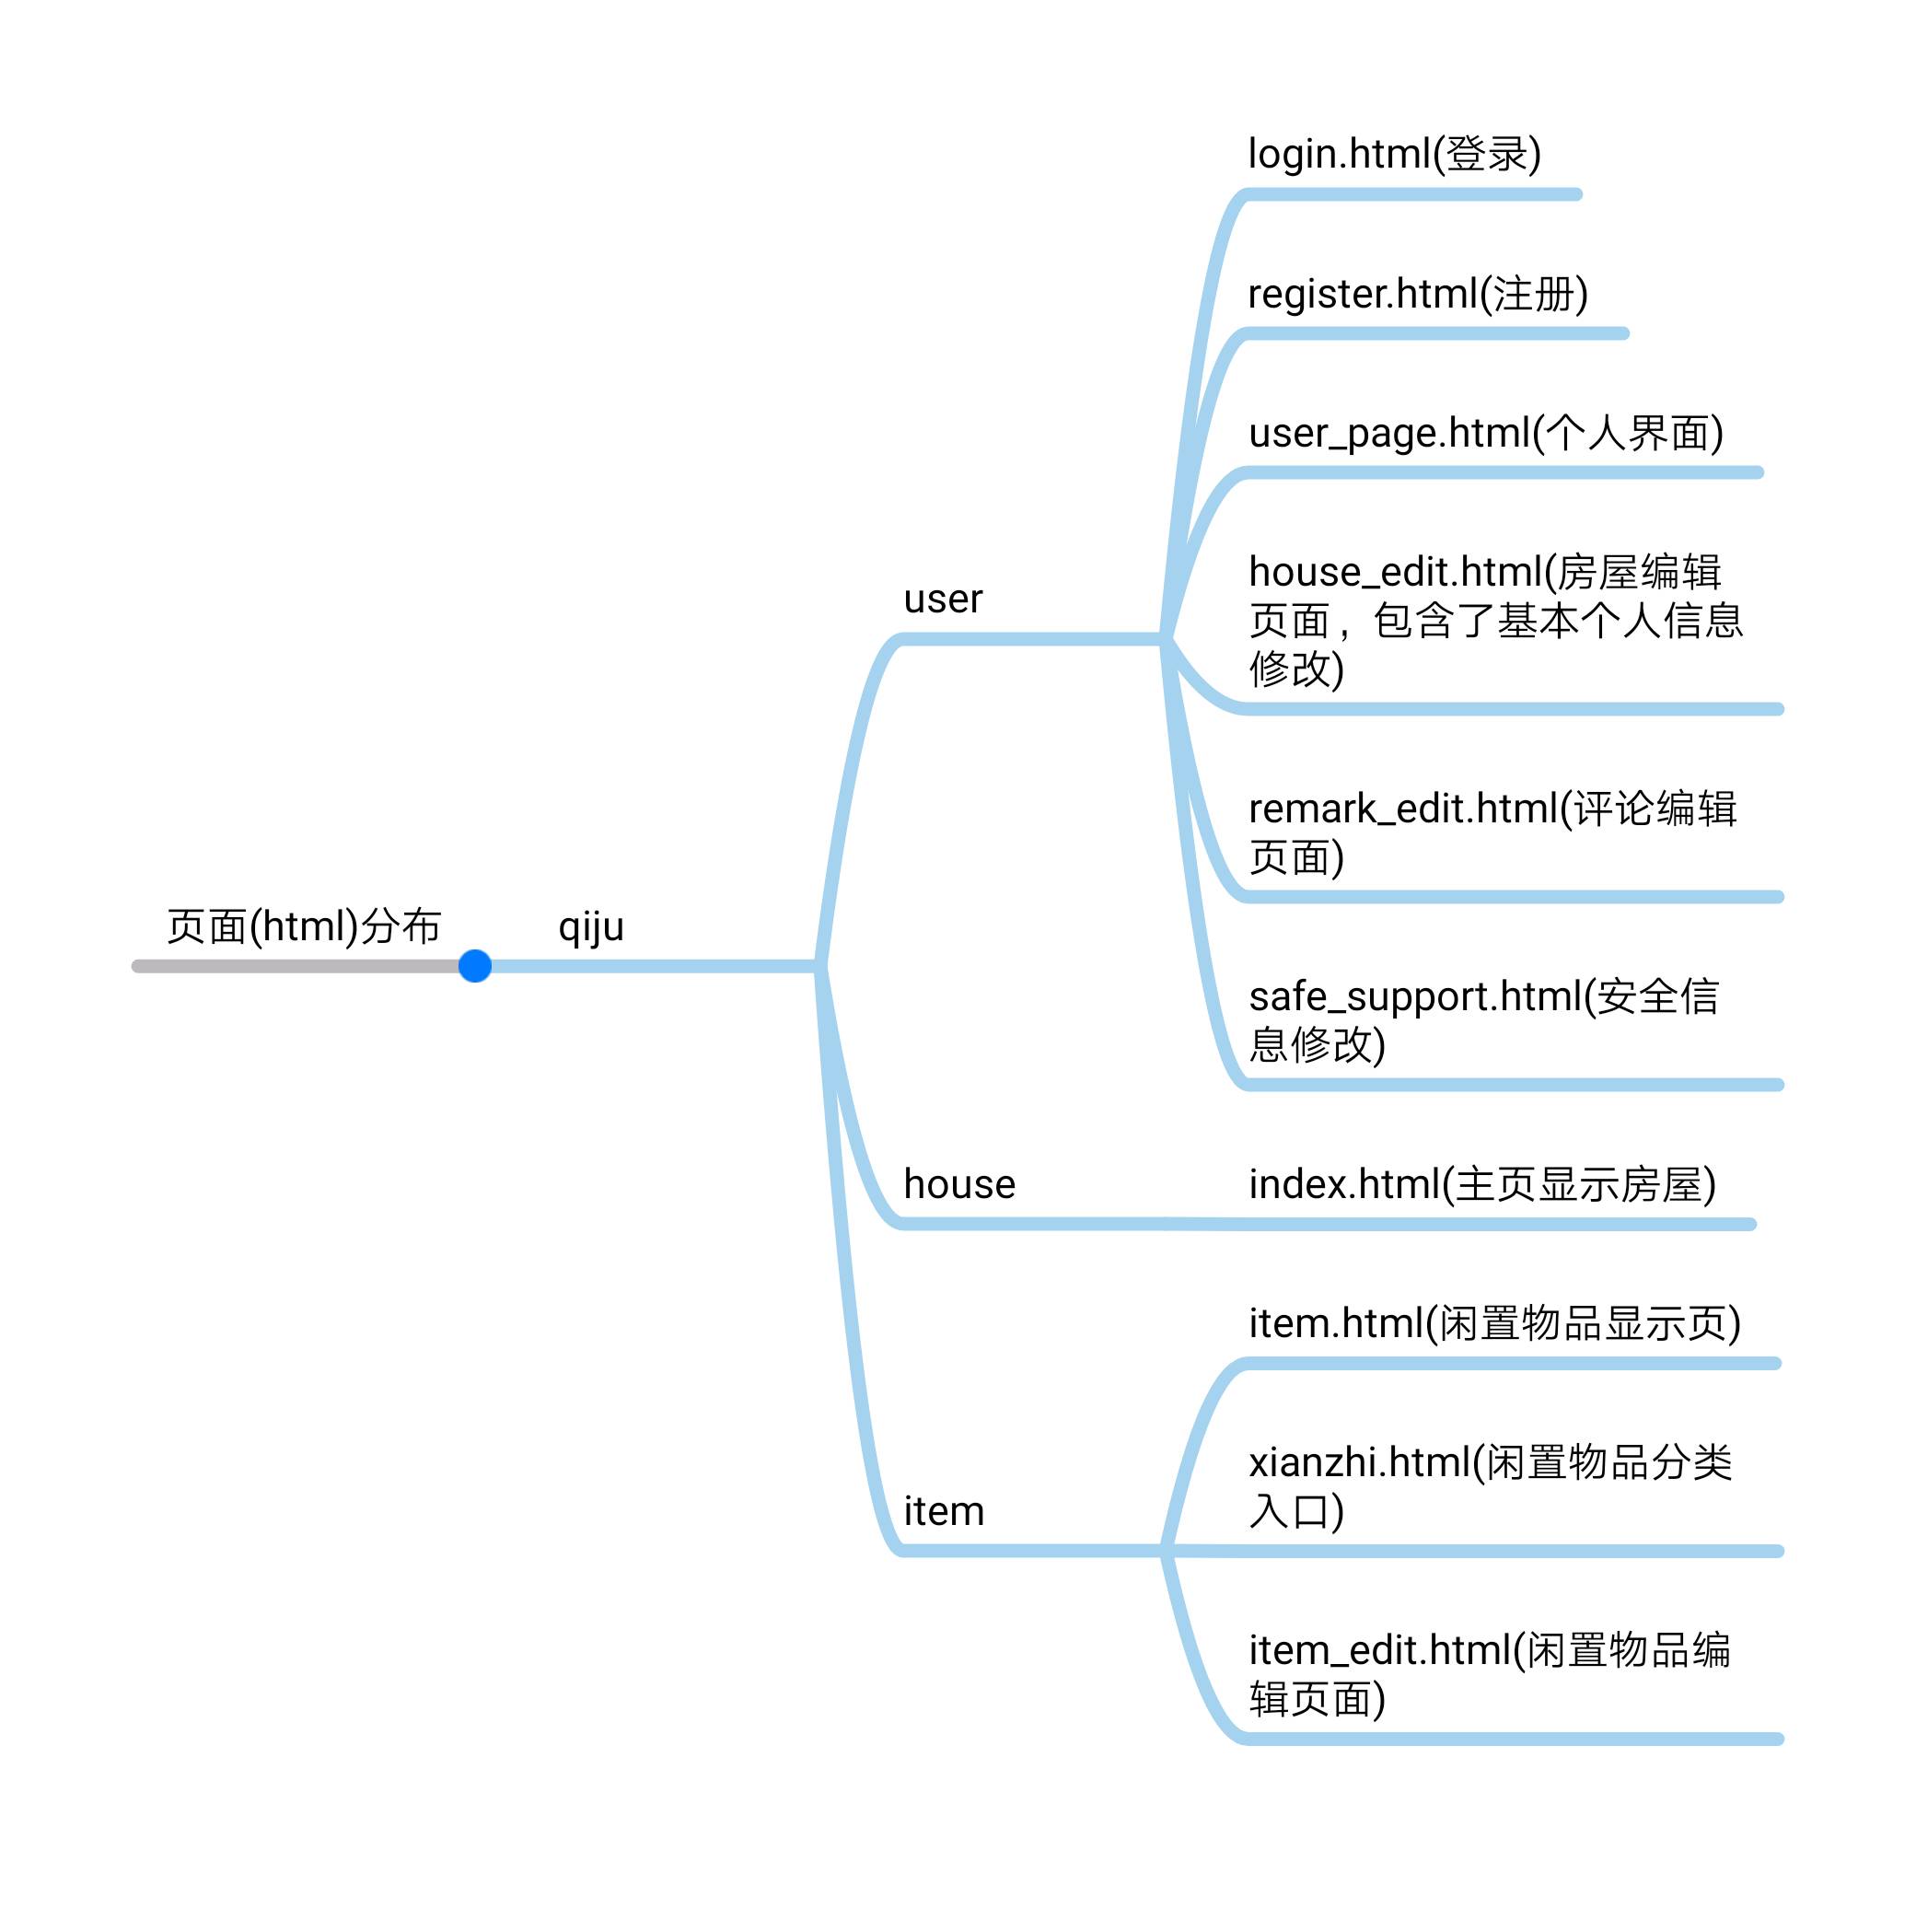 页面(html)分布
qiju
user
login.html(登录)
register.html(注册)
user_page.html(个人界面)
house_edit.html(房屋编辑
页面，包含了基本个人信息
修改)
remark_edit.html(评论编辑
页面)
safe_support.html(安全信
息修改)
house
index.html(主页显示房屋)
item
item.html(闲置物品显示页)
xianzhi.html(闲置物品分类
入口)
item_edit.html(闲置物品编
辑页面)